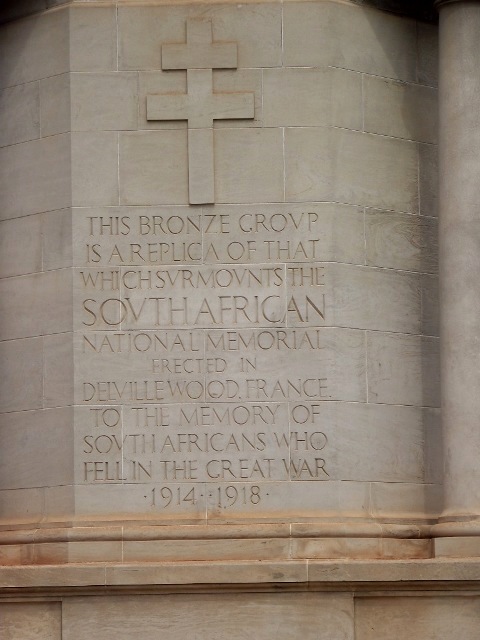 THIS BRONZE GROVP
IS A REPLICA OF THAT
WHICH SVRMOVNTS THE
SOVTH AFRICAN
NATIONAL MEMORIAL
ERECTED IN
DELVILLE WOOD, FRANCE.
TO THE MEMORY OF
SOVTH AFRICANS WHO
FELL IN THE GREAT WAR
·1914··1918·